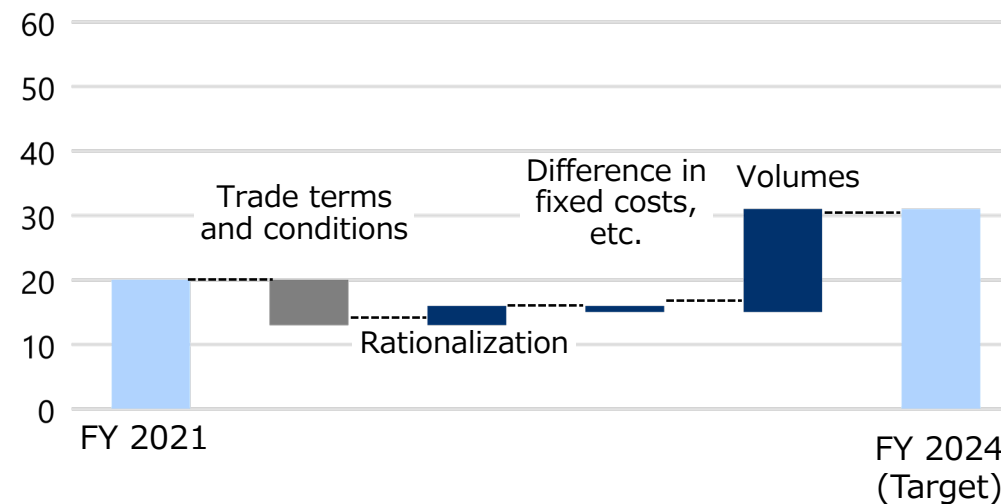 60
50
40
30
20
10
0
Trade terms
and conditions
Rationalization
Difference in
fixed costs,
etc.
Volumes
FY 2021
FY 2024
(Target)